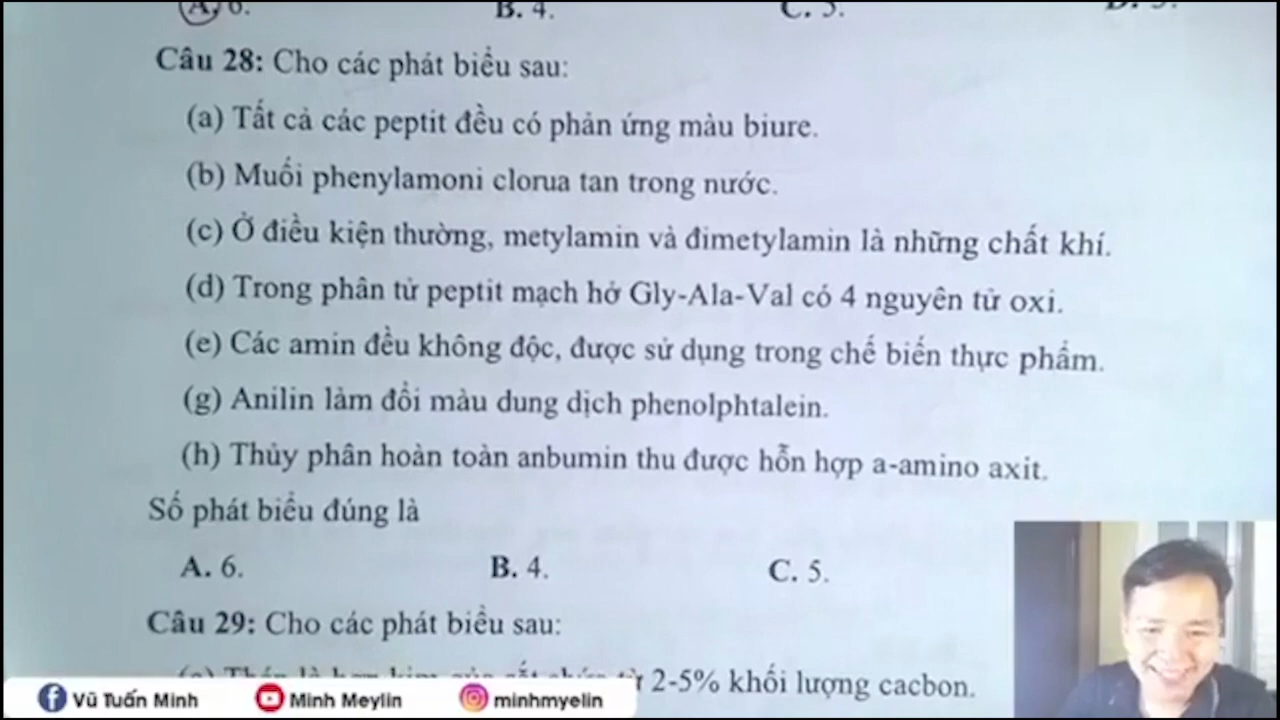 A. 6. B. 4. C. 5.
Câu 28: Cho các phát biểu sau:
(a) Tất cả các peptit đều có phản ứng màu biure.
(b) Muối phenylamoni clorua tan trong nước.
(c) Ở điều kiện thường, metylamin và đimetylamin là những chất khí.
(d) Trong phân tử peptit mạch hở Gly-Ala-Val có 4 nguyên tử oxi.
(e) Các amin đều không độc, được sử dụng trong chế biến thực phẩm.
(g) Anilin làm đổi màu dung dịch phenolphtalein.
(h) Thủy phân hoàn toàn anbumin thu được hỗn hợp a-amino axit.
Số phát biểu đúng là
A. 6. B. 4. C. 5.
Câu 29: Cho các phát biểu sau:
2-5% khối lượng cacbon.
Vũ Tuấn Minh Minh Meylin minhmyelin